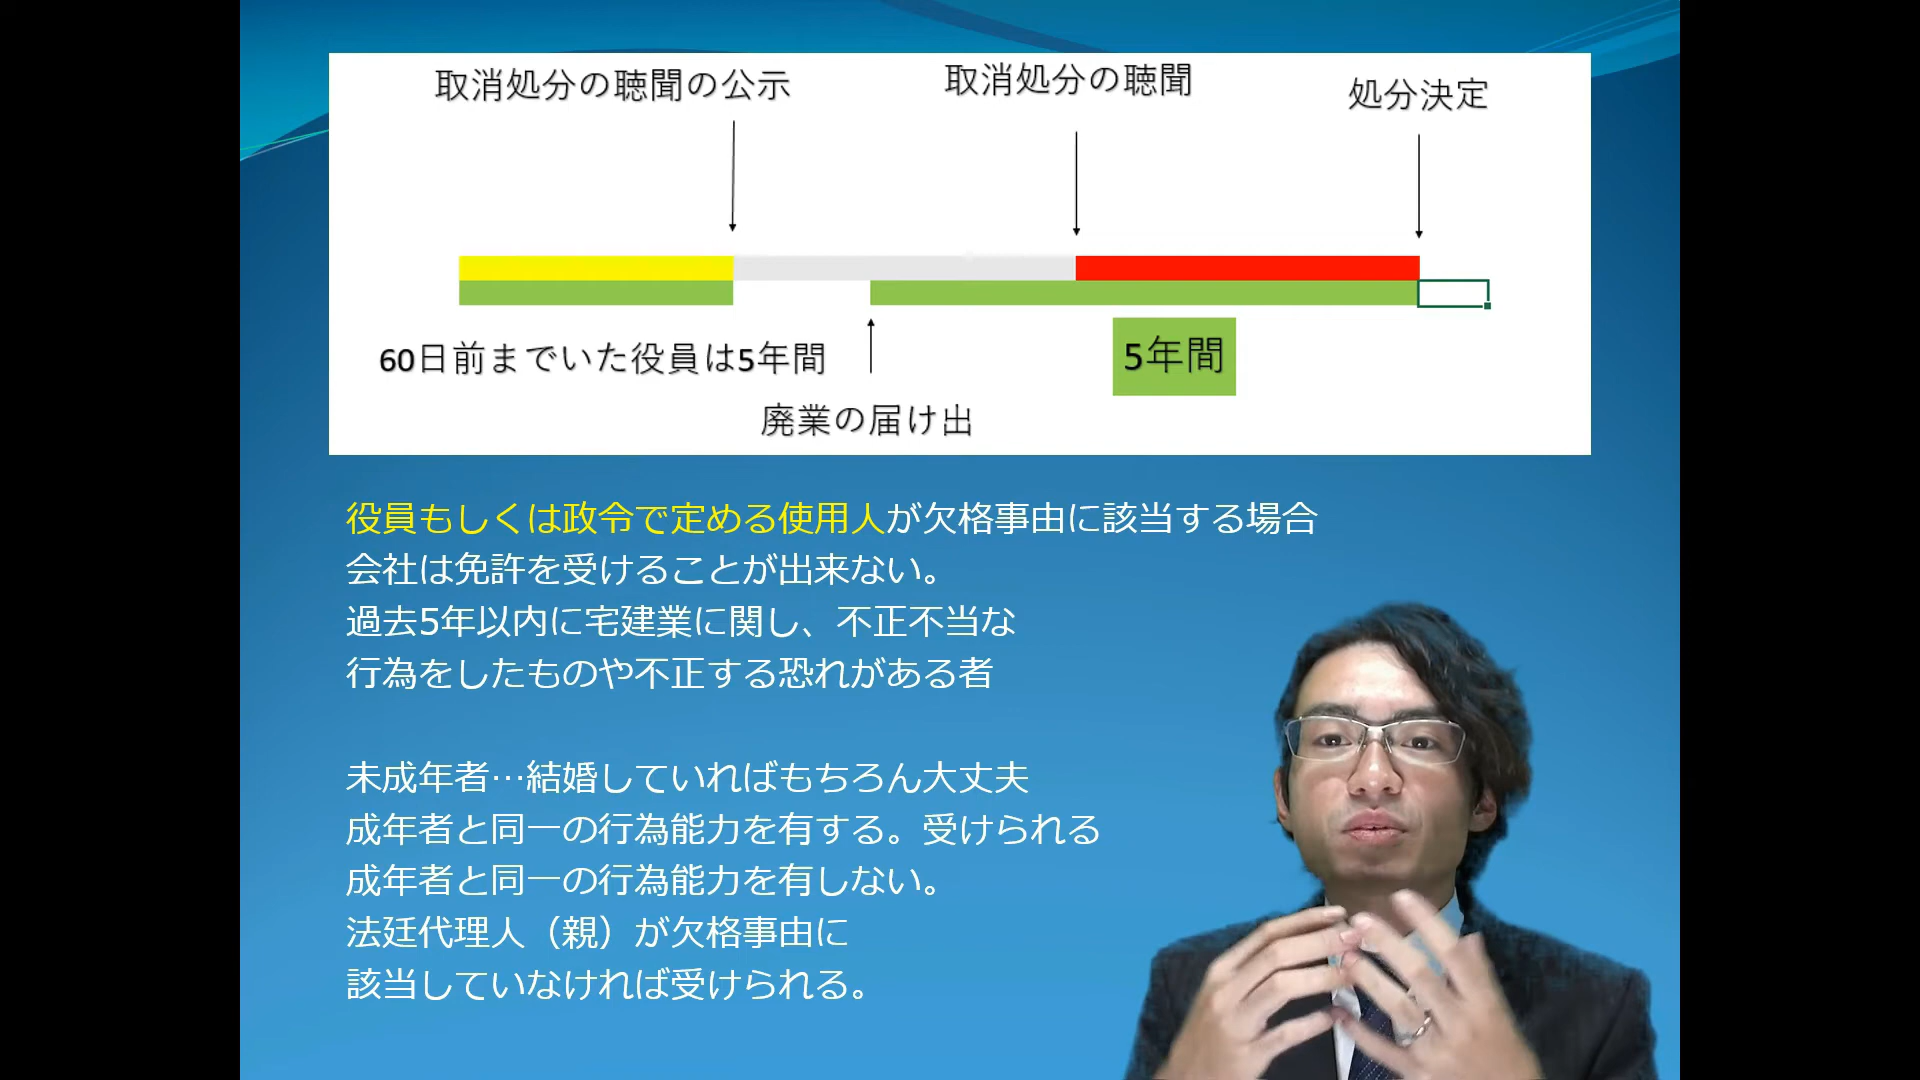 取消処分の聴聞の公示
取消処分の聴聞
処分決定
60日前までいた役員は5年間
5年間
廃業の届け出
役員もしくは政令で定める使用人が欠格事由に該当する場合
会社は免許を受けることが出来ない。
過去5年以内に宅建業に関し、不正不当な
行為をしたものや不正する恐れがある者
未成年者…結婚していればもちろん大丈夫
成年者と同一の行為能力を有する。受けられる
成年者と同一の行為能力を有しない。
法廷代理人（親）が欠格事由に
該当していなければ受けられる。